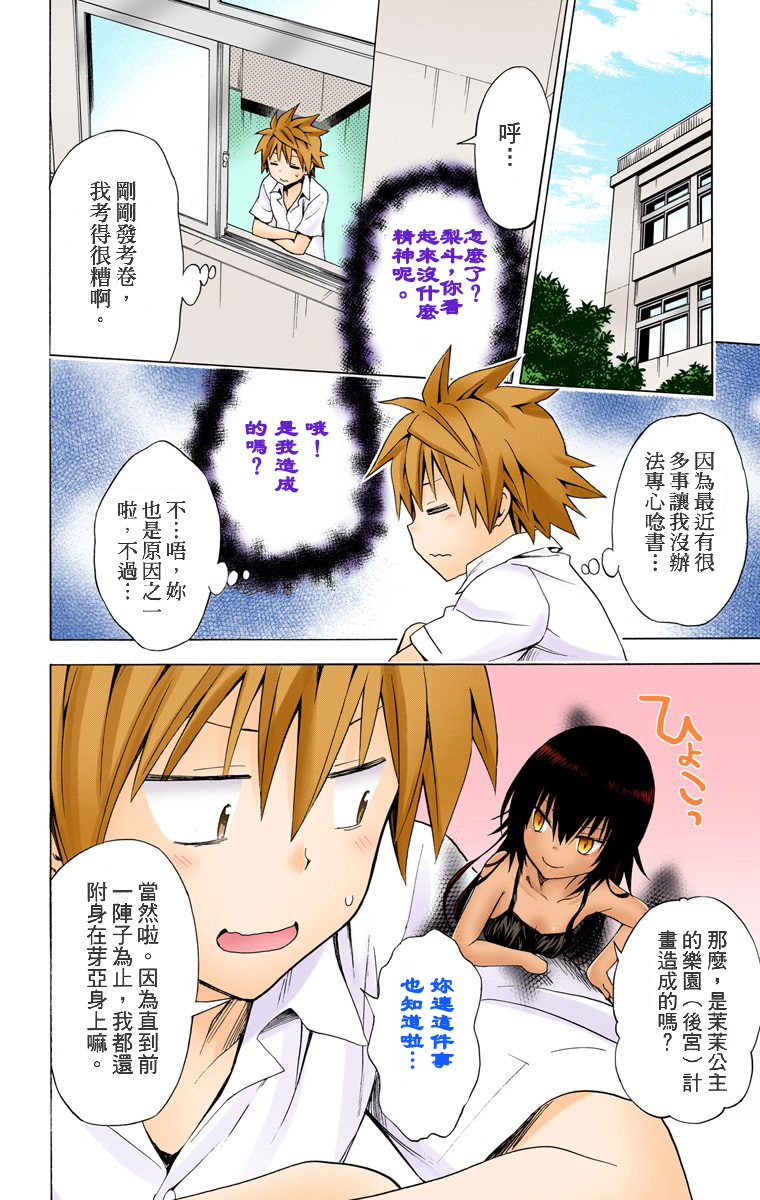 呼…
怎麼了？
梨斗，你看
起來沒什麼
精神呢。
剛剛發考卷，
我考得很糟啊。
因為最近有很
多事讓我沒辦
法專心唸書…
哦！
是我造成
的嗎？
不…唔，妳
也是原因之一
啦，不過…
ひょこっ
那麼，是茉茉公主
的樂園（後宮）計
畫造成的嗎？
妳連這件事
也知道啦…
當然啦。因為直到前
一陣子為止，我都還
附身在芽亞身上嘛。